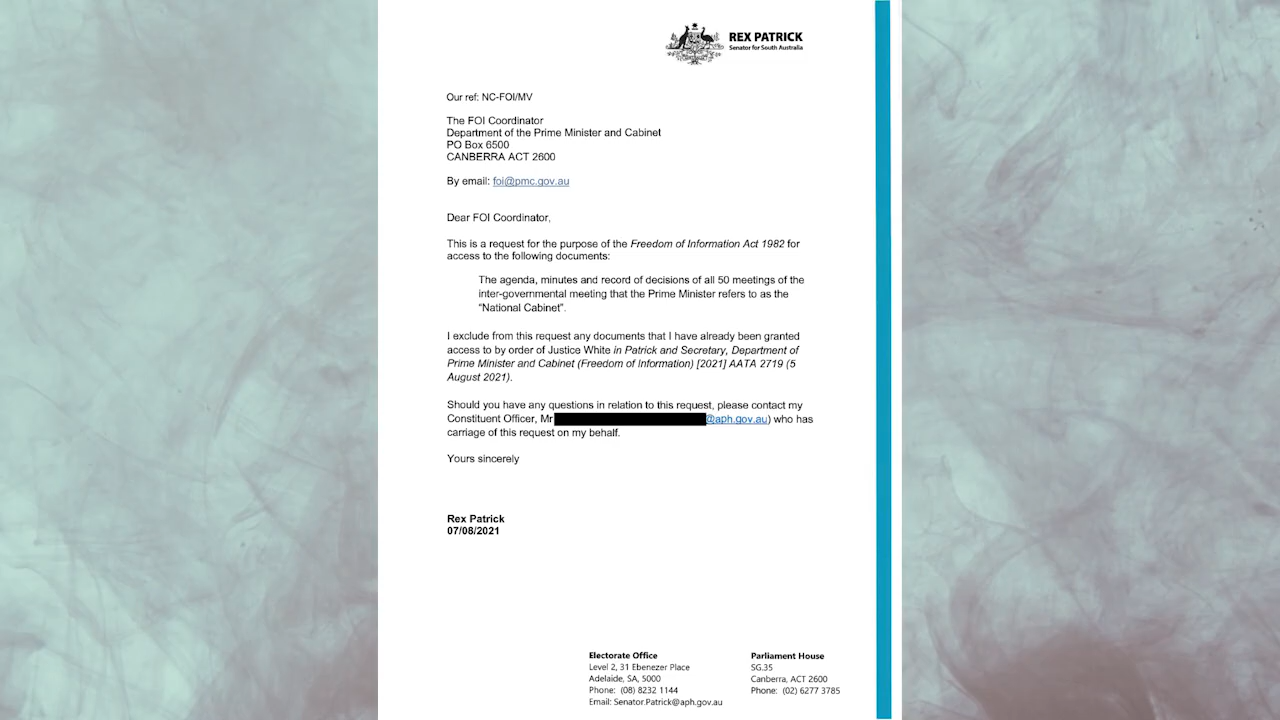 REX PATRICK
Senator for South Australia
Our ref: NC-FOI/MV
The FOI Coordinator
Department of the Prime Minister and Cabinet
PO Box 6500
CANBERRA ACT 2600
By email: foi@pmc.gov.au
Dear FOI Coordinator,
This is a request for the purpose of the Freedom of Information Act 1982 for
access to the following documents:
The agenda, minutes and record of decisions of all 50 meetings of the
inter-governmental meeting that the Prime Minister refers to as the
“National Cabinet”.
I exclude from this request any documents that I have already been granted
access to by order of Justice White in Patrick and Secretary, Department of
Prime Minister and Cabinet (Freedom of Information) [2021] AATA 2719 (5
August 2021).
Should you have any questions in relation to this request, please contact my
Constituent Officer, Mr @aph.gov.au) who has
carriage of this request on my behalf.
Yours sincerely
Rex Patrick
07/08/2021
Electorate Office
Level 2, 31 Ebenezer Place
Adelaide, SA, 5000
Phone: (08) 8232 1144
Email: Senator.Patrick@aph.gov.au
Parliament House
SG.35
Canberra, ACT 2600
Phone: (02) 6277 3785